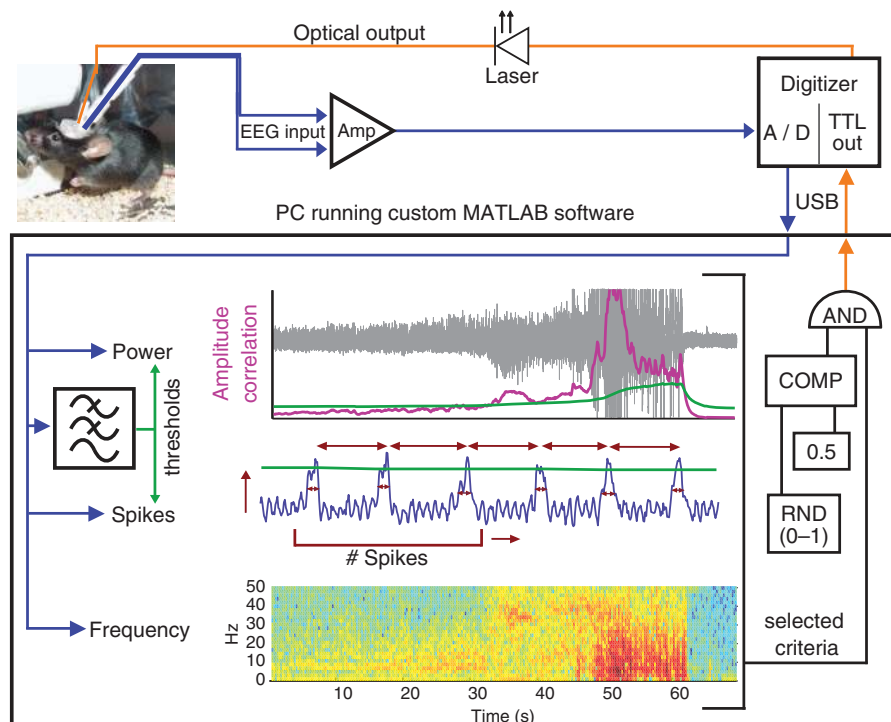 Optical output
Laser
Digitizer
A / D
TTL
out
EEG input
Amp
USB
PC running custom MATLAB software
AND
Power
Amplitude
correlation
COMP
thresholds
0.5
Spikes
RND
(0–1)
# Spikes
Frequency
Hz
50
40
30
20
10
0
selected
criteria
10 20 30 40 50 60
Time (s)